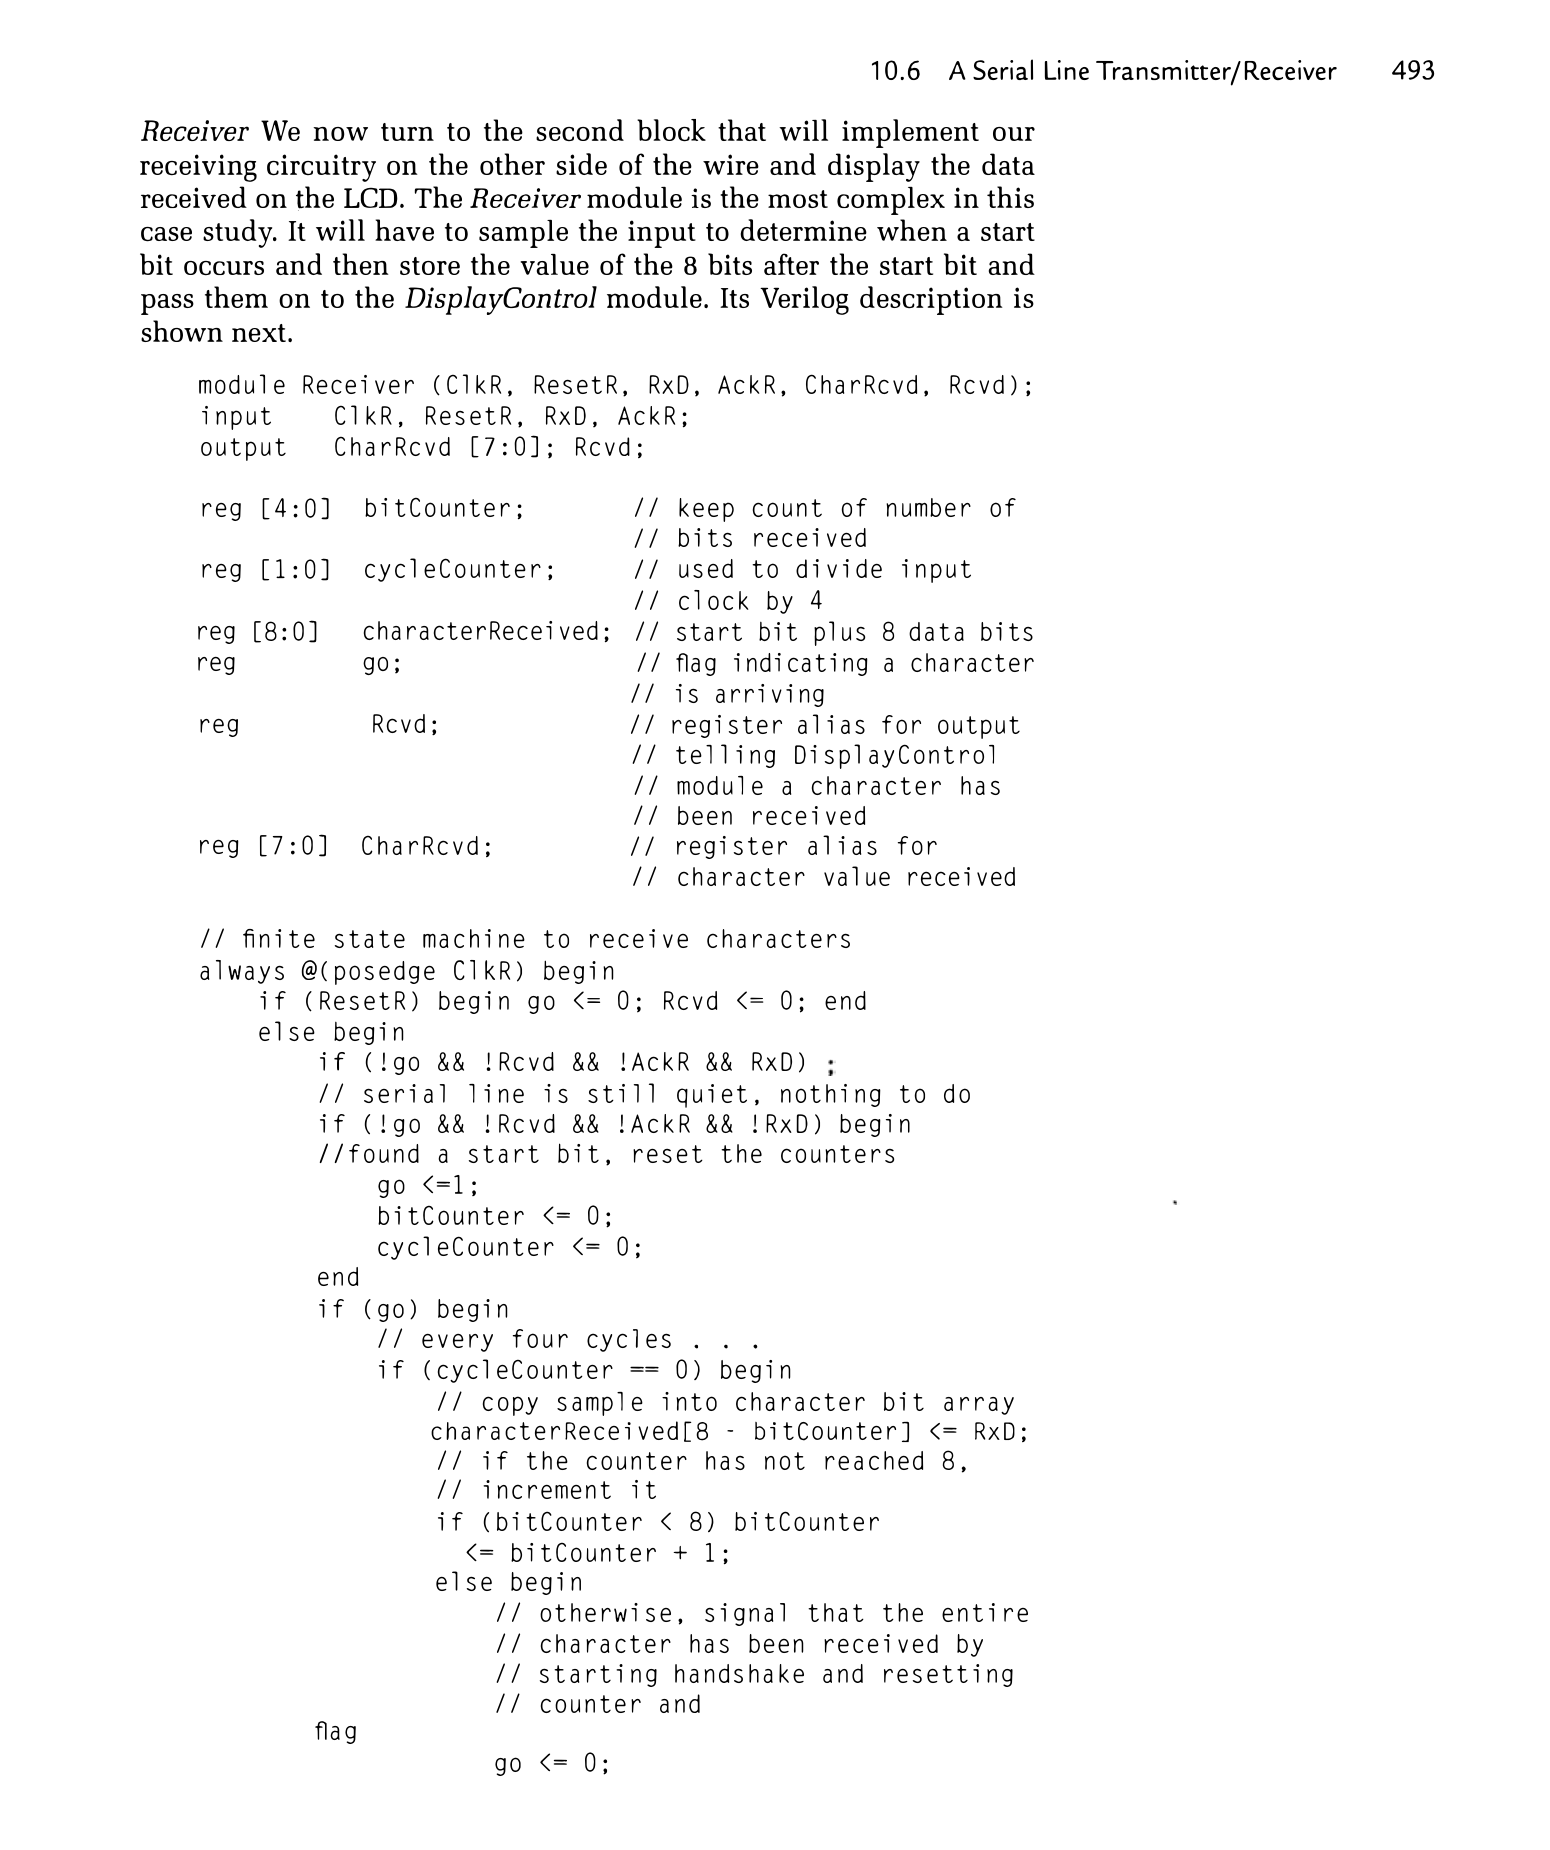 10.6 A Serial Line Transmitter/Receiver 493
Receiver We now turn to the second block that will implement our
receiving circuitry on the other side of the wire and display the data
received on the LCD. The Receiver module is the most complex in this
case study. It will have to sample the input to determine when a start
bit occurs and then store the value of the 8 bits after the start bit and
pass them on to the DisplayControl module. Its Verilog description is
shown next.
module Receiver (ClkR, ResetR, RxD, AckR, CharRcvd, Rcvd);
input ClkR, ResetR, RxD, AckR;
output CharRcvd [7:0]; Rcvd;
reg [4:0] bitCounter; // keep count of number of
// bits received
reg [1:0] cycleCounter; // used to divide input
// clock by 4
reg [8:0] characterReceived; // start bit plus 8 data bits
reg go; // flag indicating a character
// is arriving
reg Rcvd; // register alias for output
// telling DisplayControl
// module a character has
// been received
reg [7:0] CharRcvd; // register alias for
// character value received
// finite state machine to receive characters
always @(posedge ClkR) begin
if (ResetR) begin go <= 0; Rcvd <= 0; end
else begin
if (!go && !Rcvd && !AckR && RxD) ;
// serial line is still quiet, nothing to do
if (!go && !Rcvd && !AckR && !RxD) begin
//found a start bit, reset the counters
go <=1;
bitCounter <= 0;
cycleCounter <= 0;
end
if (go) begin
// every four cycles . . .
if (cycleCounter == 0) begin
// copy sample into character bit array
characterReceived[8 - bitCounter] <= RxD;
// if the counter has not reached 8,
// increment it
if (bitCounter < 8) bitCounter
<= bitCounter + 1;
else begin
// otherwise, signal that the entire
// character has been received by
// starting handshake and resetting
// counter and
flag
go <= 0;